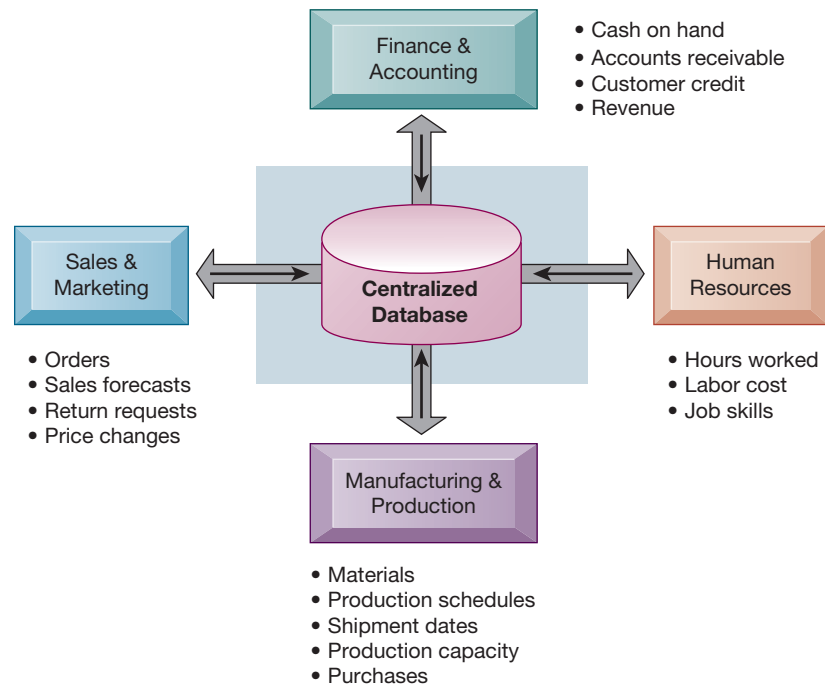 Finance &
Accounting
• Cash on hand
• Accounts receivable
• Customer credit
• Revenue
Sales &
Marketing
• Orders
• Sales forecasts
• Return requests
• Price changes
Centralized
Database
Human
Resources
• Hours worked
• Labor cost
• Job skills
Manufacturing &
Production
• Materials
• Production schedules
• Shipment dates
• Production capacity
• Purchases